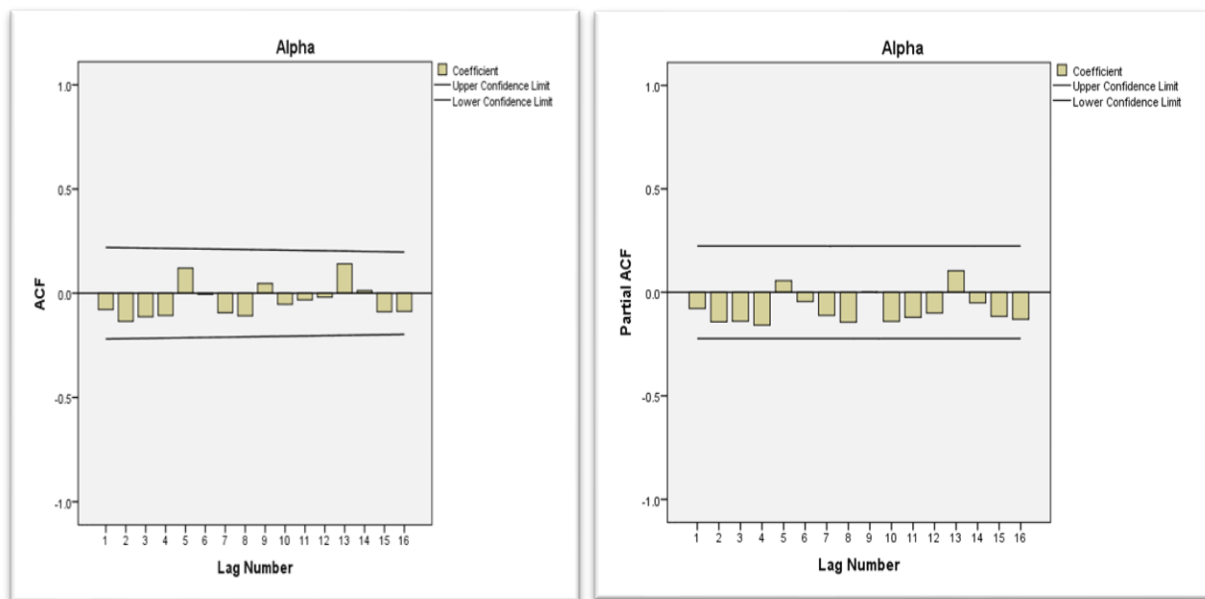 Alpha
Coefficient
Upper Confidence Limit
Lower Confidence Limit
1.0
0.5
0.0
-0.5
-1.0
ACF
1 2 3 4 5 6 7 8 9 10 11 12 13 14 15 16
Lag Number
Alpha
Coefficient
Upper Confidence Limit
Lower Confidence Limit
1.0
0.5
0.0
-0.5
-1.0
Partial ACF
1 2 3 4 5 6 7 8 9 10 11 12 13 14 15 16
Lag Number